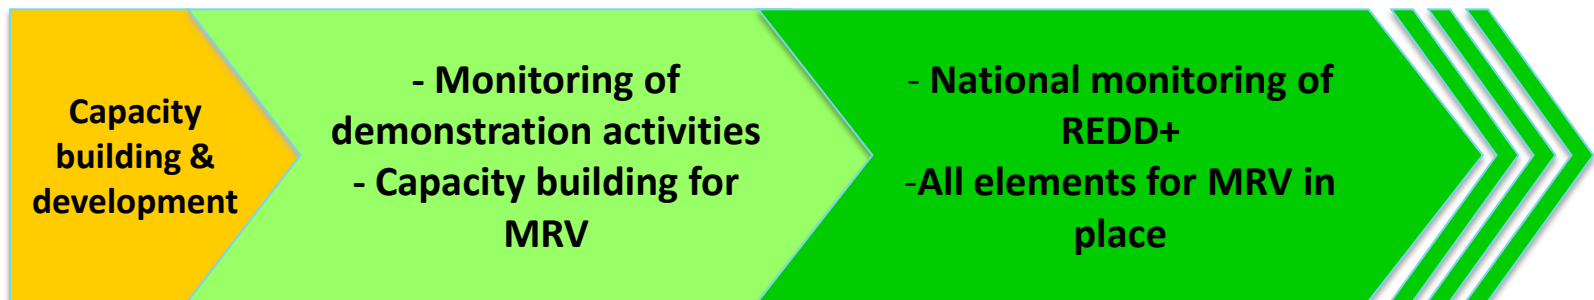 Capacity
building &
development
- Monitoring of
demonstration activities
- Capacity building for
MRV
- National monitoring of
REDD+
-All elements for MRV in
place